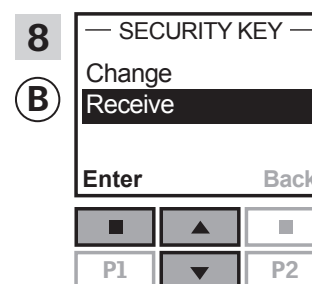 8
B
SECURITY KEY
Change
Receive
Enter Back
P1 P2